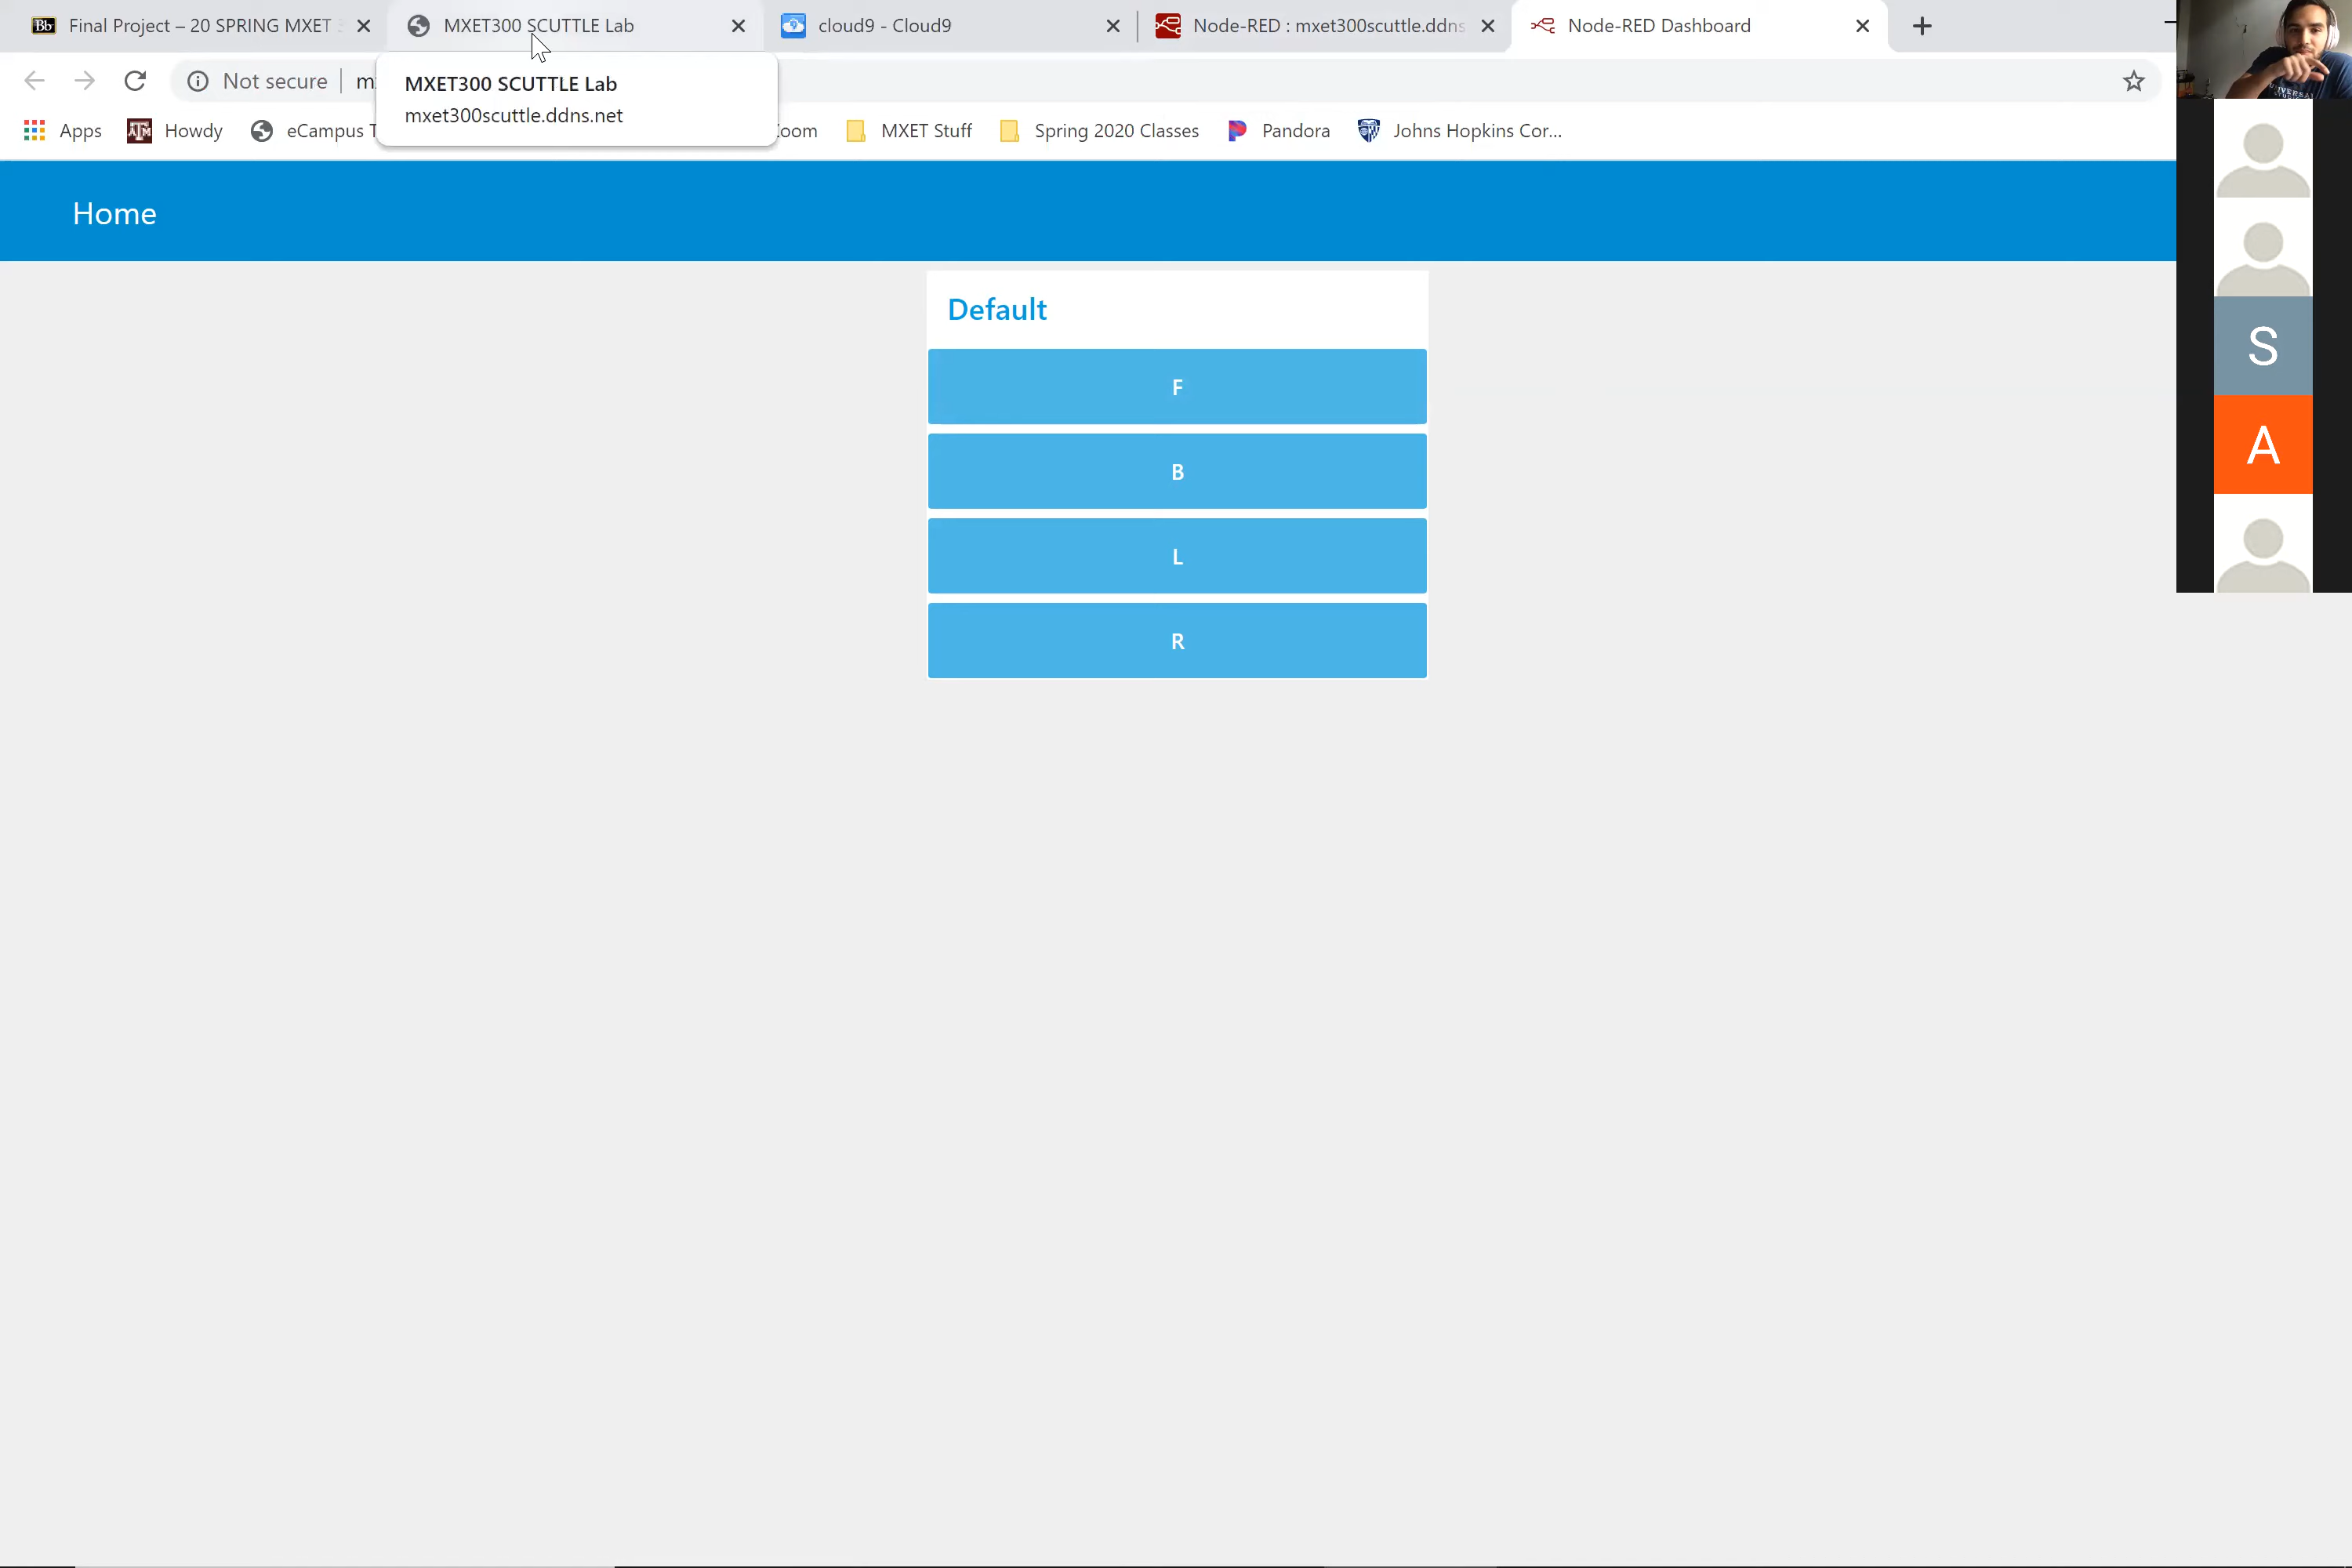 Bb Final Project – 20 SPRING MXET
MXET300 SCUTTLE Lab
cloud9 - Cloud9
Node-RED : mxet300scuttle.ddns
Node-RED Dashboard
Not secure
MXET300 SCUTTLE Lab
mxet300scuttle.ddns.net
Apps
Howdy
eCampus
MXET Stuff
Spring 2020 Classes
Pandora
Johns Hopkins Cor...
Home
Default
F
B
L
R
S
A